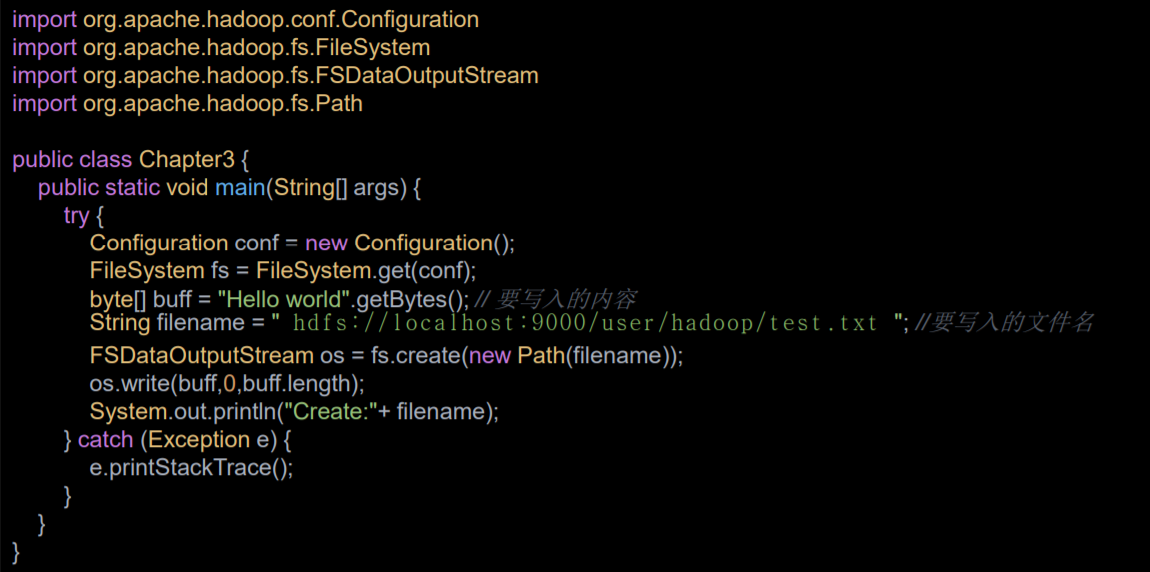 import org.apache.hadoop.conf.Configuration
import org.apache.hadoop.fs.FileSystem
import org.apache.hadoop.fs.FSDataOutputStream
import org.apache.hadoop.fs.Path
public class Chapter3 {
public static void main(String[] args) {
try {
Configuration conf = new Configuration();
FileSystem fs = FileSystem.get(conf);
byte[] buff = "Hello world".getBytes(); // 要写入的内容
String filename = " hdfs://localhost:9000/user/hadoop/test.txt "; //要写入的文件名
FSDataOutputStream os = fs.create(new Path(filename));
os.write(buff,0,buff.length);
System.out.println("Create:"+ filename);
} catch (Exception e) {
e.printStackTrace();
}
}
}